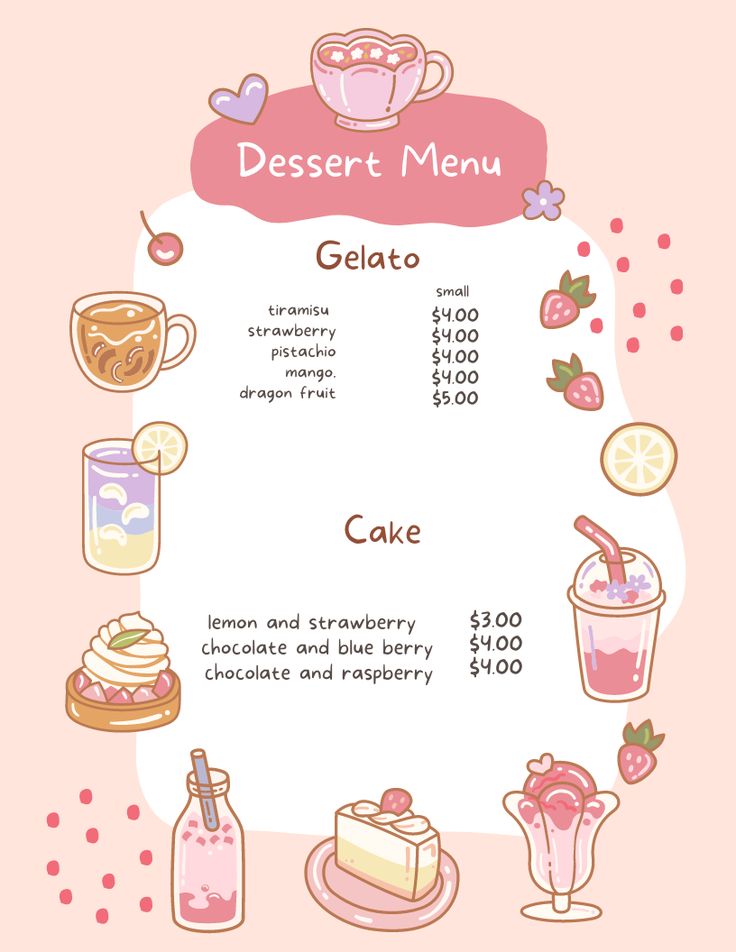 Dessert Menu
Gelato
small
tiramisu $4.00
strawberry $4.00
pistachio $4.00
mango. $4.00
dragon fruit $5.00
Cake
lemon and strawberry $3.00
chocolate and blue berry $4.00
chocolate and raspberry $4.00